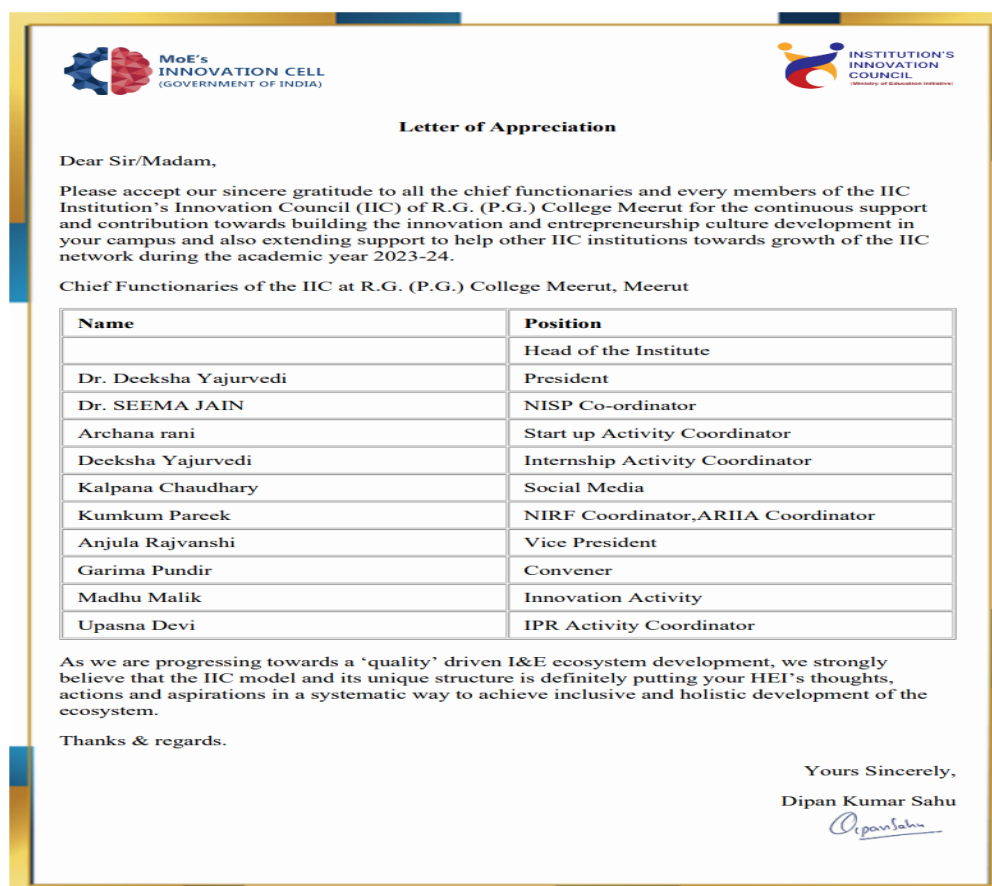 MoE's
INNOVATION CELL
(GOVERNMENT OF INDIA)
INSTITUTION'S
INNOVATION
COUNCIL
(Ministry of Education Initiative)
Letter of Appreciation
Dear Sir/Madam,
Please accept our sincere gratitude to all the chief functionaries and every members of the IIC
Institution's Innovation Council (IIC) of R.G. (P.G.) College Meerut for the continuous support
and contribution towards building the innovation and entrepreneurship culture development in
your campus and also extending support to help other IIC institutions towards growth of the IIC
network during the academic year 2023-24.
Chief Functionaries of the IIC at R.G. (P.G.) College Meerut, Meerut
Name Position
Head of the Institute
Dr. Deeksha Yajurvedi President
Dr. SEEMA JAIN NISP Co-ordinator
Archana rani Start up Activity Coordinator
Deeksha Yajurvedi Internship Activity Coordinator
Kalpana Chaudhary Social Media
Kumkum Pareek NIRF Coordinator,ARIIA Coordinator
Anjula Rajvanshi Vice President
Garima Pundir Convener
Madhu Malik Innovation Activity
Upasna Devi IPR Activity Coordinator
As we are progressing towards a ‘quality’ driven I&E ecosystem development, we strongly
believe that the IIC model and its unique structure is definitely putting your HEI's thoughts,
actions and aspirations in a systematic way to achieve inclusive and holistic development of the
ecosystem.
Thanks & regards.
Yours Sincerely,
Dipan Kumar Sahu
DipanSahu